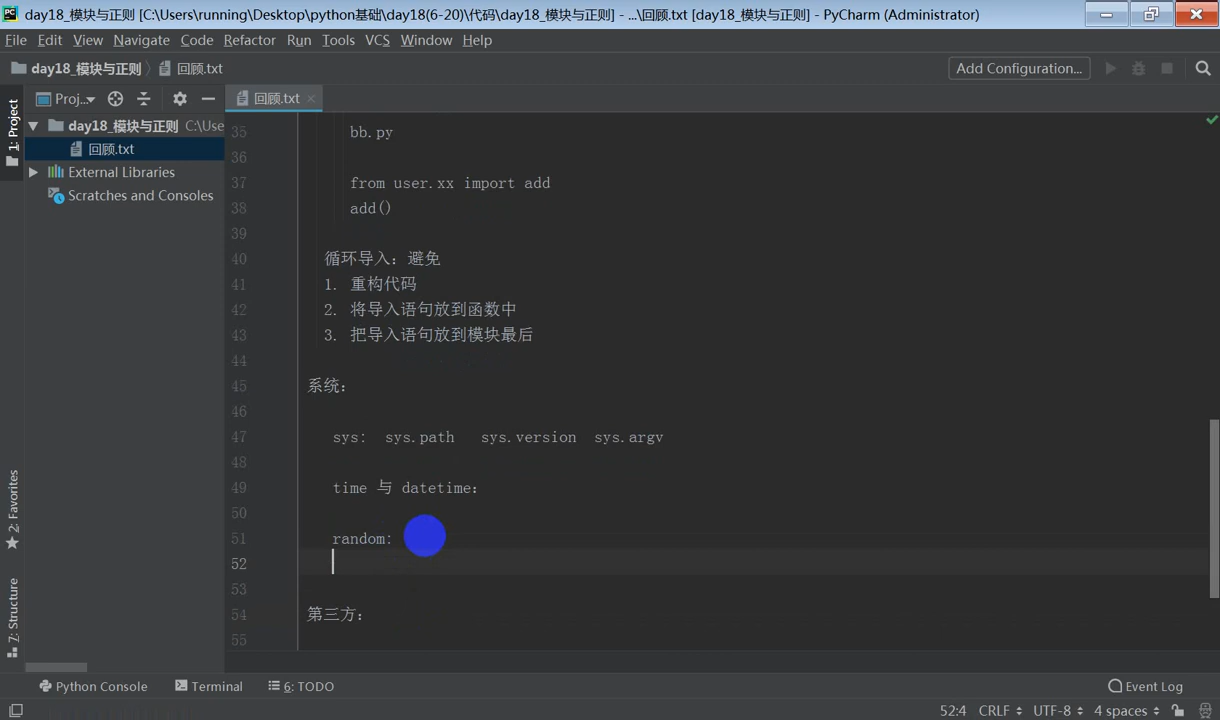 day18_模块与正则 [C:\Users\running\Desktop\python基础\day18(6-20)\代码\day18_模块与正则] - ...\回顾.txt [day18_模块与正则] - PyCharm (Administrator)
File Edit View Navigate Code Refactor Run Tools VCS Window Help
day18_模块与正则 回顾.txt Add Configuration...
Proj... 回顾.txt
1: Project
day18_模块与正则 C:\Use
回顾.txt
External Libraries
Scratches and Consoles
2: Favorites
7: Structure
35 bb.py
36
37 from user.xx import add
38 add()
39
40 循环导入：避免
41 1. 重构代码
42 2. 将导入语句放到函数中
43 3. 把导入语句放到模块最后
44
45 系统：
46
47 sys: sys.path sys.version sys.argv
48
49 time 与 datetime：
50
51 random:
52
53
54 第三方：
55
Python Console Terminal 6: TODO Event Log
52:4 CRLF UTF-8 4 spaces